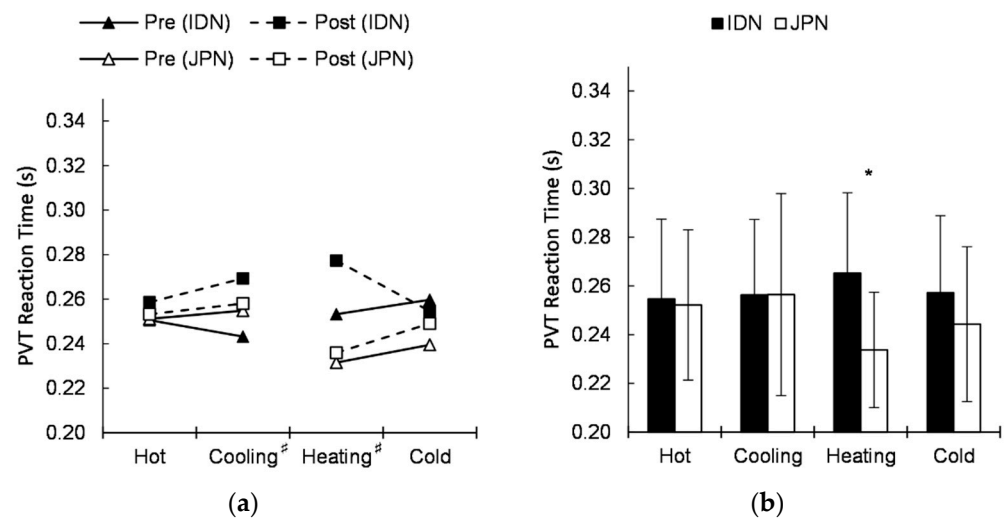 Pre (IDN) Post (IDN)
Pre (JPN) Post (JPN)
PVT Reaction Time (s)
0.34
0.32
0.30
0.28
0.26
0.24
0.22
0.20
Hot Cooling♯ Heating♯ Cold
(a)
IDN JPN
PVT Reaction Time (s)
0.34
0.32
0.30
0.28
0.26
0.24
0.22
0.20
*
Hot Cooling Heating Cold
(b)